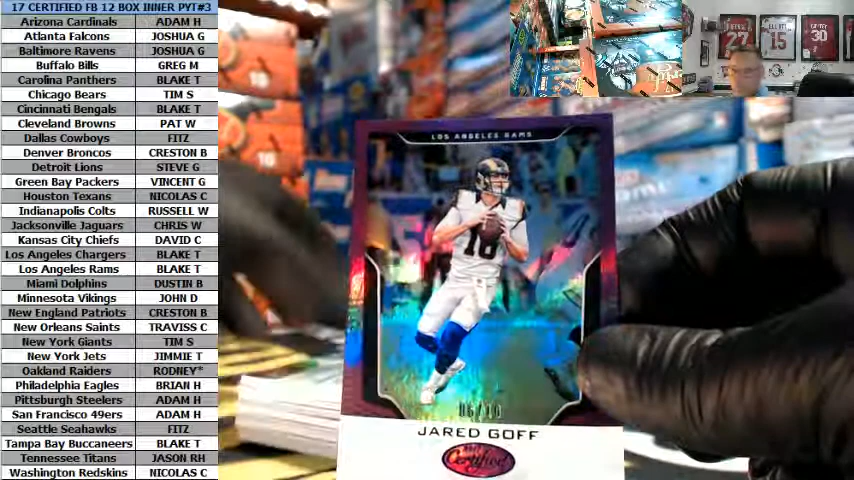 17 CERTIFIED FB 12 BOX INNER PYT#3
Arizona Cardinals ADAM H
Atlanta Falcons JOSHUA G
Baltimore Ravens JOSHUA G
Buffalo Bills GREG M
Carolina Panthers BLAKE T
Chicago Bears TIM S
Cincinnati Bengals BLAKE T
Cleveland Browns PAT W
Dallas Cowboys FITZ
Denver Broncos CRESTON B
Detroit Lions STEVE G
Green Bay Packers VINCENT G
Houston Texans NICOLAS C
Indianapolis Colts RUSSELL W
Jacksonville Jaguars CHRIS W
Kansas City Chiefs DAVID C
Los Angeles Chargers BLAKE T
Los Angeles Rams BLAKE T
Miami Dolphins DUSTIN B
Minnesota Vikings JOHN D
New England Patriots CRESTON B
New Orleans Saints TRAVISS C
New York Giants TIM S
New York Jets JIMMIE T
Oakland Raiders RODNEY*
Philadelphia Eagles BRIAN H
Pittsburgh Steelers ADAM H
San Francisco 49ers ADAM H
Seattle Seahawks FITZ
Tampa Bay Buccaneers BLAKE T
Tennessee Titans JASON RH
Washington Redskins NICOLAS C
LOS ANGELES RAMS
16
06/10
JARED GOFF
Certified
27
15
30